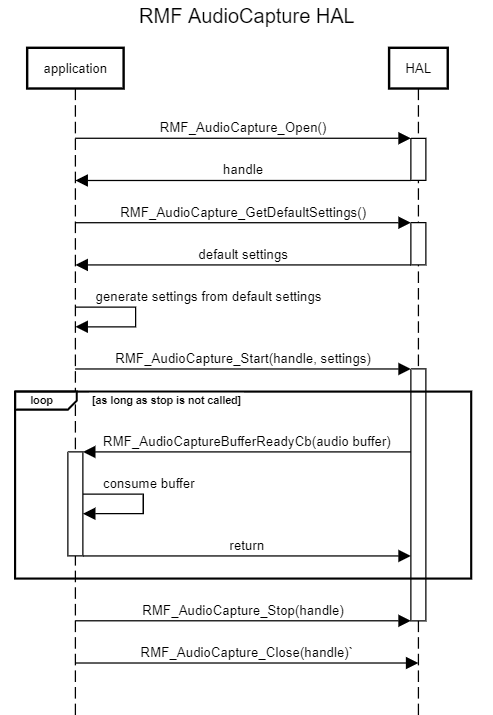 RMF AudioCapture HAL
application
HAL
RMF_AudioCapture_Open()
handle
RMF_AudioCapture_GetDefaultSettings()
default settings
generate settings from default settings
RMF_AudioCapture_Start(handle, settings)
loop [as long as stop is not called]
RMF_AudioCaptureBufferReadyCb(audio buffer)
consume buffer
return
RMF_AudioCapture_Stop(handle)
RMF_AudioCapture_Close(handle)`